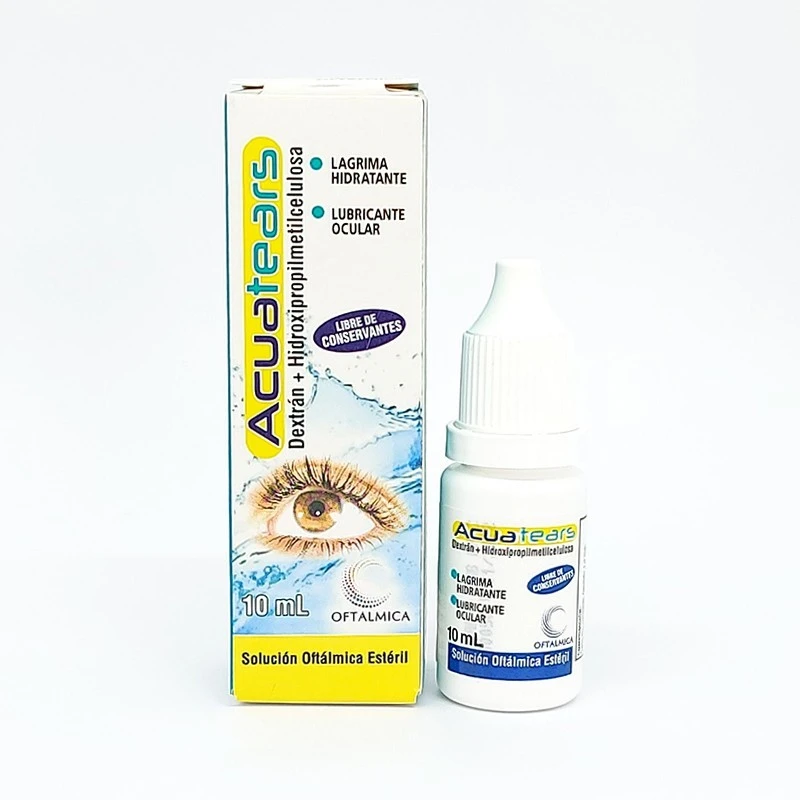 Acuatears
Dextrán + Hidroxipropilmetilcelulosa
LAGRIMA
HIDRATANTE
LUBRICANTE
OCULAR
LIBRE DE
CONSERVANTES
10 mL
OFTALMICA
Solución Oftálmica Estéril
Acuatears
Dextrán + Hidroxipropilmetilcelulosa
LAGRIMA
HIDRATANTE
LIBRE DE
CONSERVANTES
LUBRICANTE
OCULAR
10 mL
OFTALMICA
Solución Oftálmica Estéril